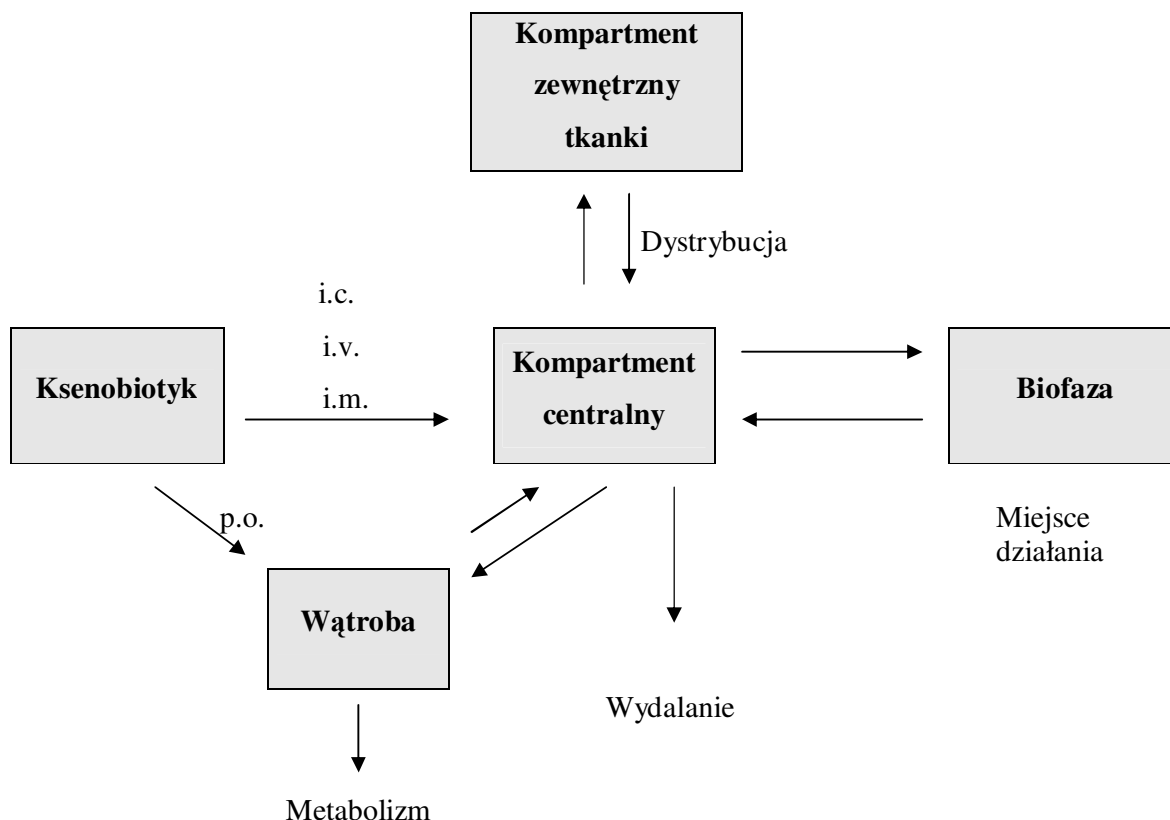 Kompartment
zewnętrzny
tkanki
Dystrybucja
i.c.
i.v.
i.m.
Ksenobiotyk
Kompartment
centralny
Biofaza
p.o.
Miejsce
działania
Wątroba
Wydalanie
Metabolizm